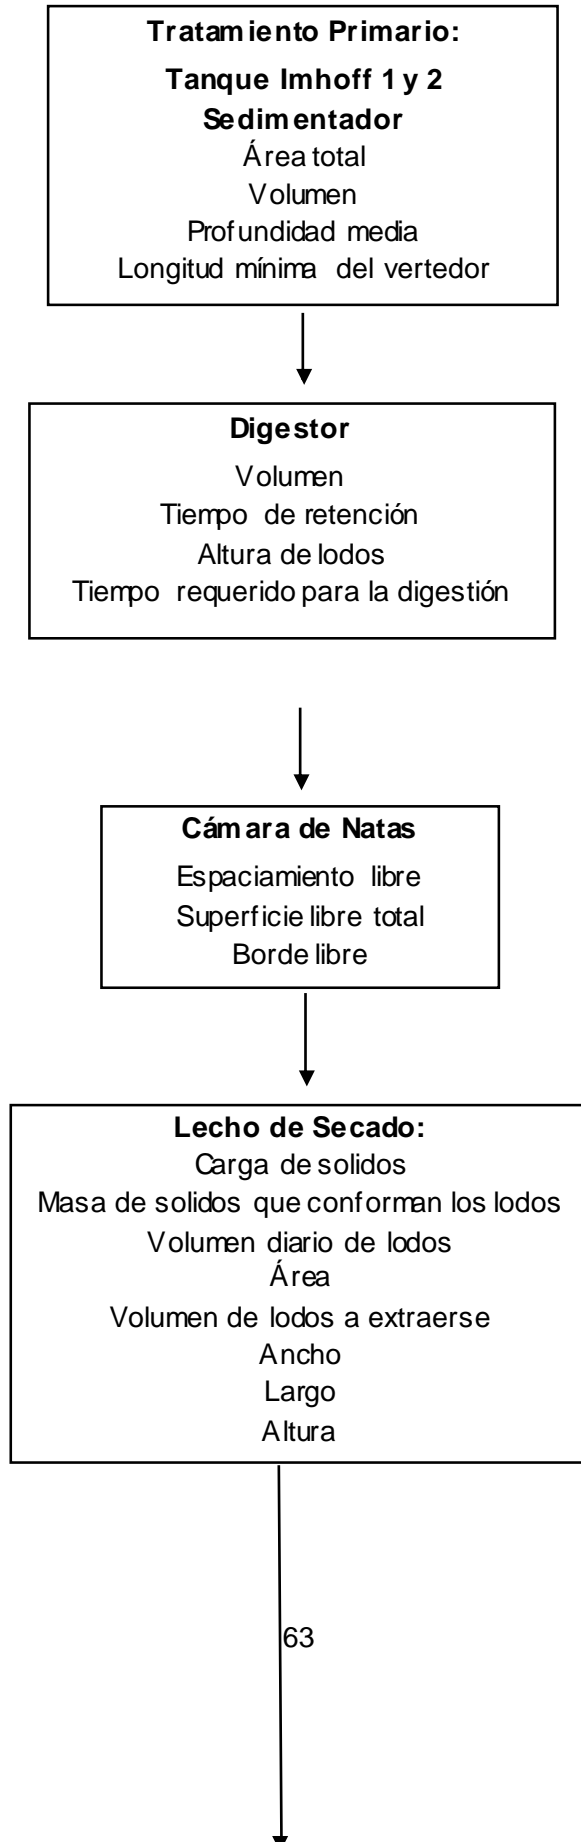 Tratamiento Primario:
Tanque Imhoff 1 y 2
Sedimentador
Área total
Volumen
Profundidad media
Longitud mínima del vertedor
Digestor
Volumen
Tiempo de retención
Altura de lodos
Tiempo requerido para la digestión
Cámara de Natas
Espaciamiento libre
Superficie libre total
Borde libre
Lecho de Secado:
Carga de solidos
Masa de solidos que conforman los lodos
Volumen diario de lodos
Área
Volumen de lodos a extraerse
Ancho
Largo
Altura
63